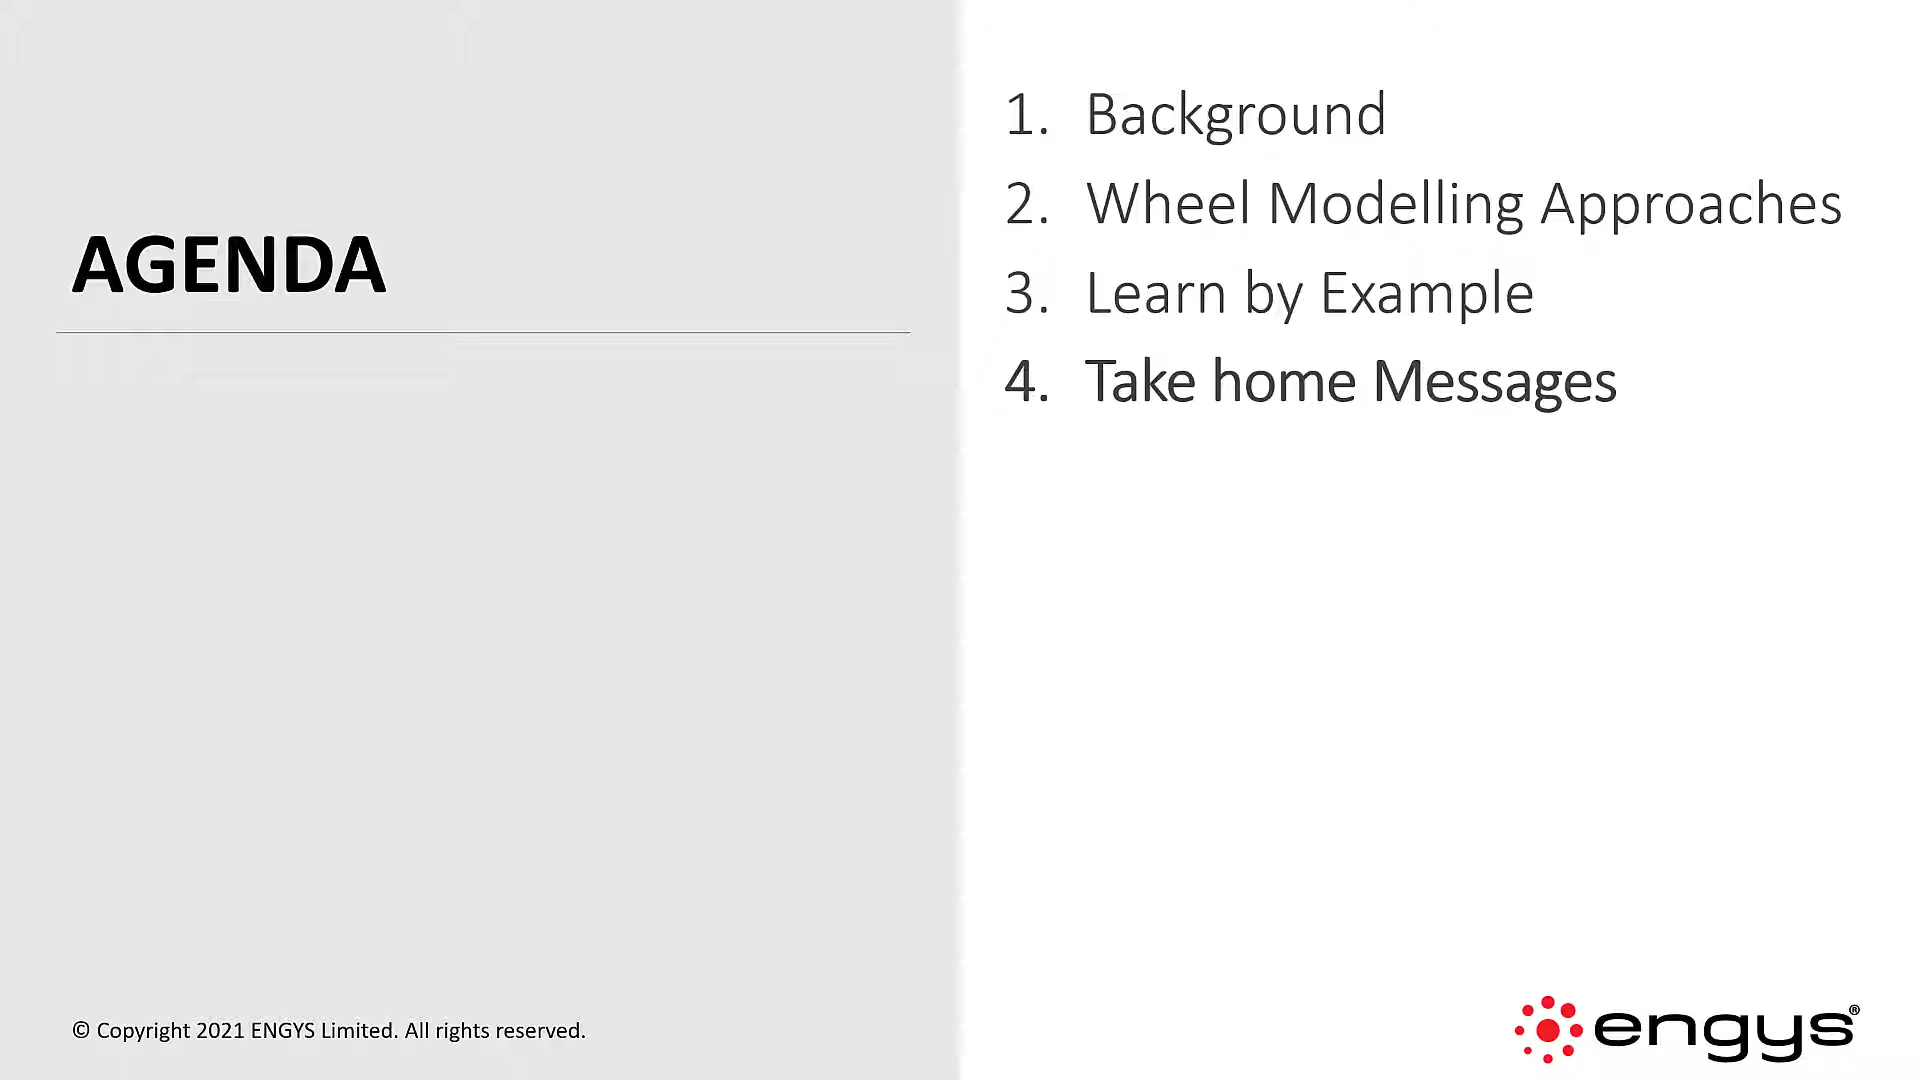 AGENDA
1. Background
2. Wheel Modelling Approaches
3. Learn by Example
4. Take home Messages
© Copyright 2021 ENGYS Limited. All rights reserved.
engys®